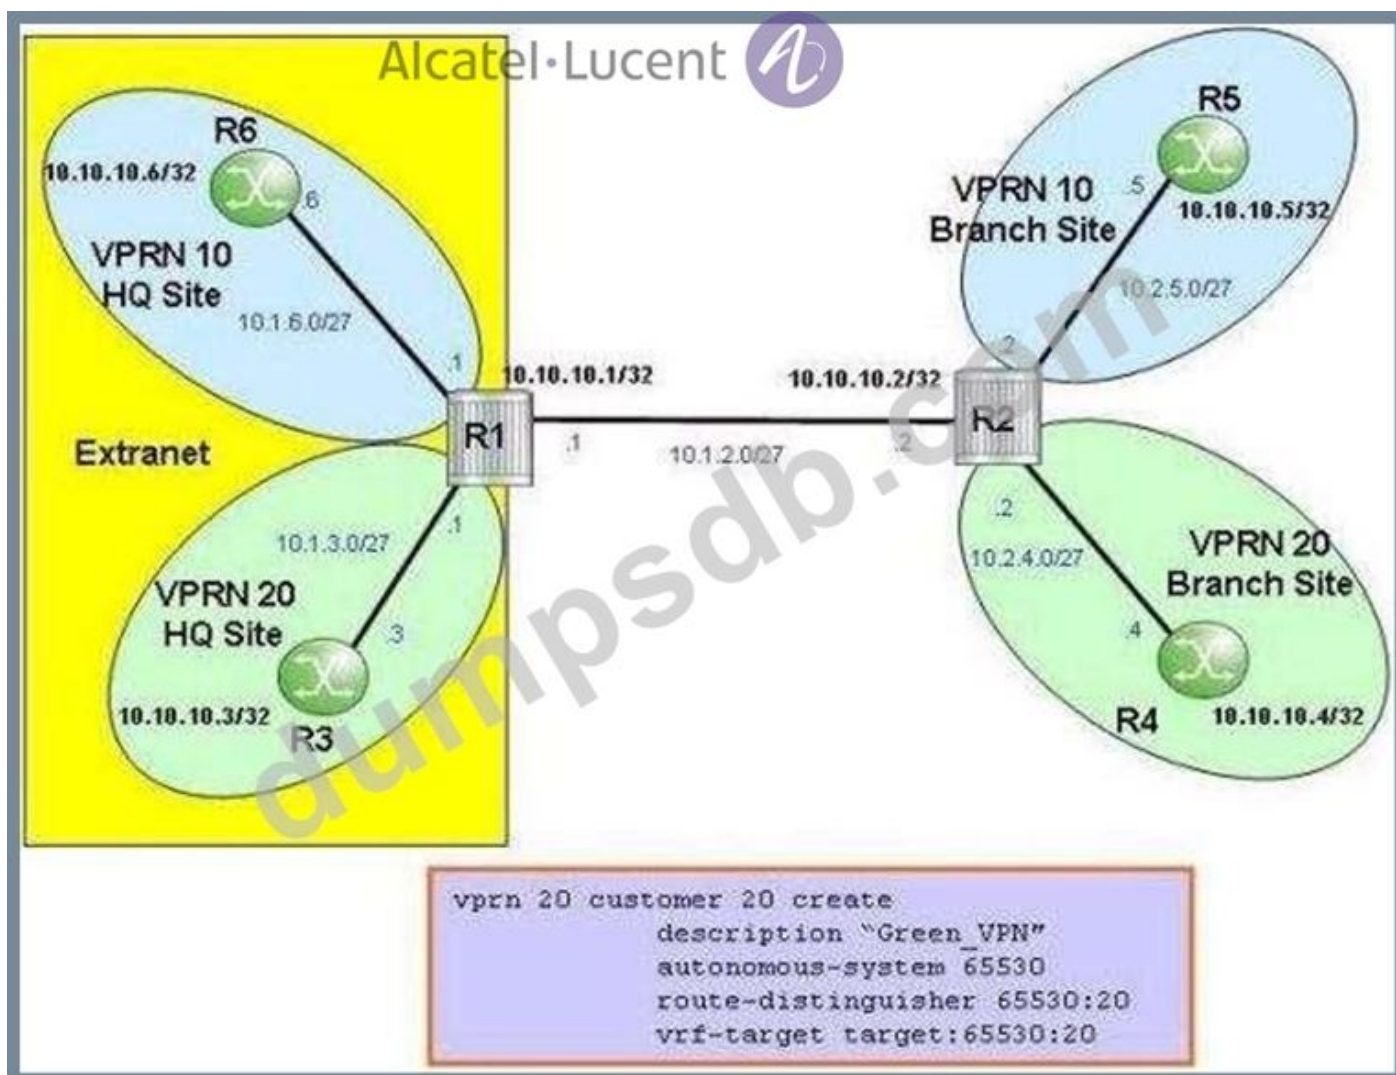 Alcatel·Lucent
R6
10.10.10.6/32
.6
VPRN 10
HQ Site
10.1.6.0/27
.1
R5
VPRN 10
Branch Site
.5
10.10.10.5/32
10.2.5.0/27
.2
10.10.10.1/32
10.10.10.2/32
R1
R2
.1
10.1.2.0/27
.2
Extranet
10.1.3.0/27
.1
VPRN 20
HQ Site
.3
10.10.10.3/32
R3
.2
10.2.4.0/27
VPRN 20
Branch Site
.4
R4
10.10.10.4/32
dumpsdb.com
vprn 20 customer 20 create
description “Green_VPN”
autonomous-system 65530
route-distinguisher 65530:20
vrf-target target:65530:20